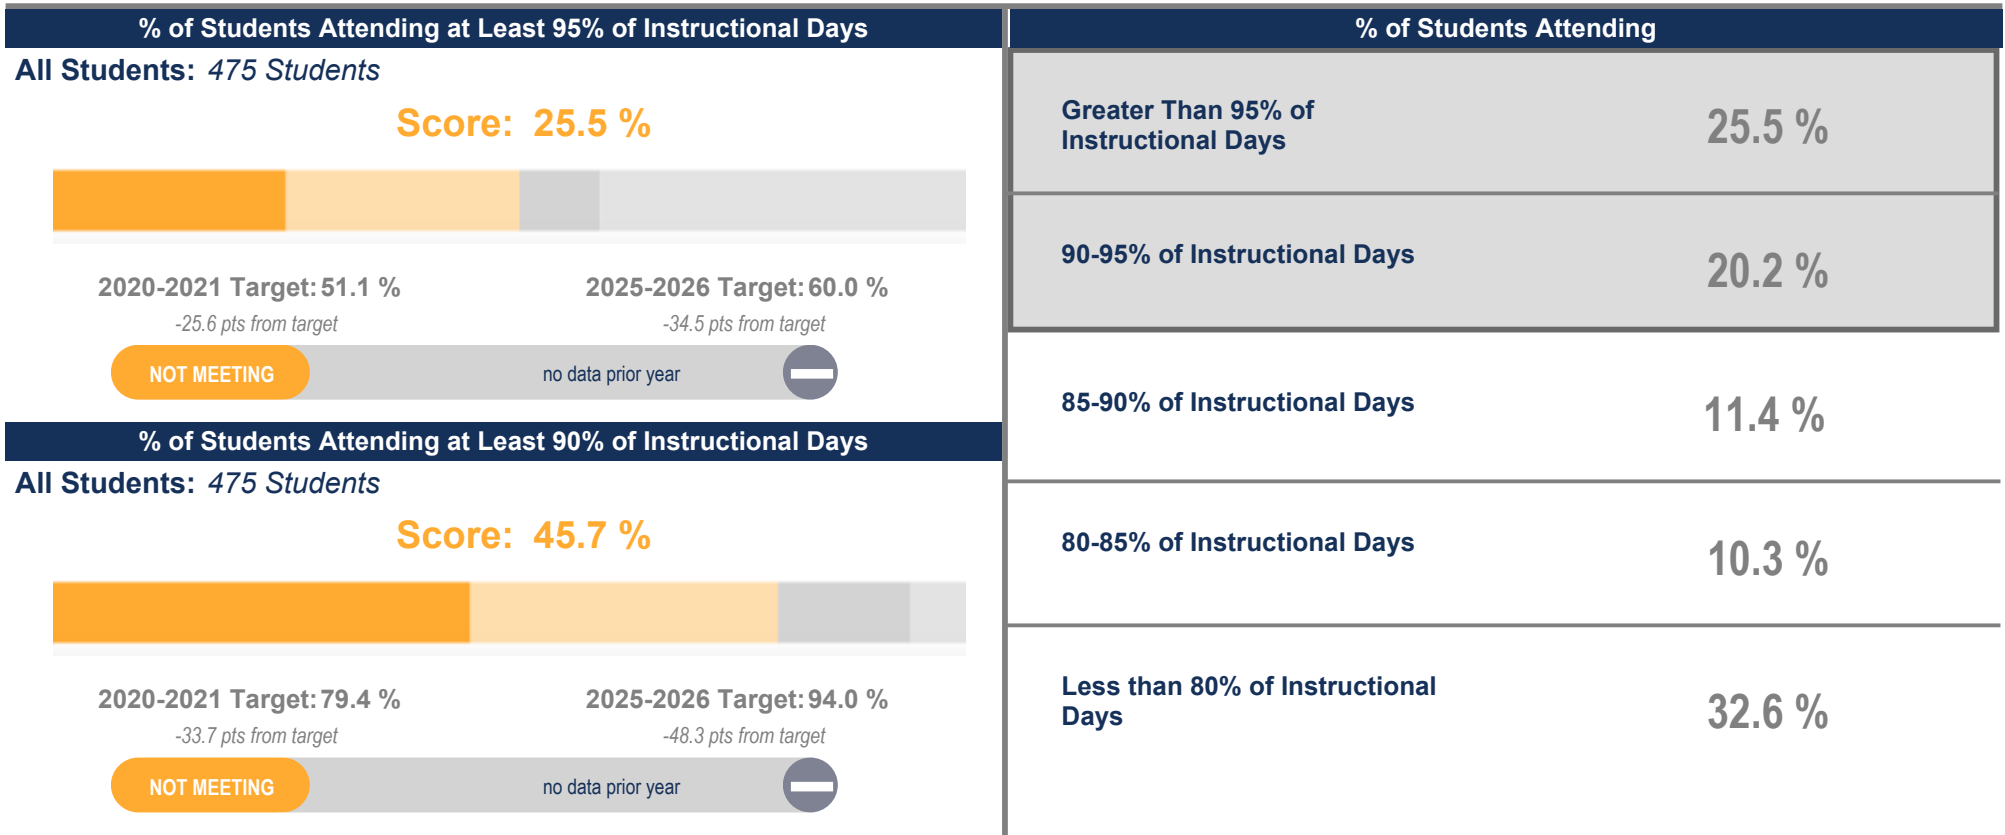 % of Students Attending at Least 95% of Instructional Days
All Students: 475 Students
Score: 25.5 %
2020-2021 Target: 51.1 %
-25.6 pts from target
2025-2026 Target: 60.0 %
-34.5 pts from target
NOT MEETING
no data prior year
% of Students Attending at Least 90% of Instructional Days
All Students: 475 Students
Score: 45.7 %
2020-2021 Target: 79.4 %
-33.7 pts from target
2025-2026 Target: 94.0 %
-48.3 pts from target
NOT MEETING
no data prior year
% of Students Attending
Greater Than 95% of
Instructional Days
25.5 %
90-95% of Instructional Days
20.2 %
85-90% of Instructional Days
11.4 %
80-85% of Instructional Days
10.3 %
Less than 80% of Instructional
Days
32.6 %